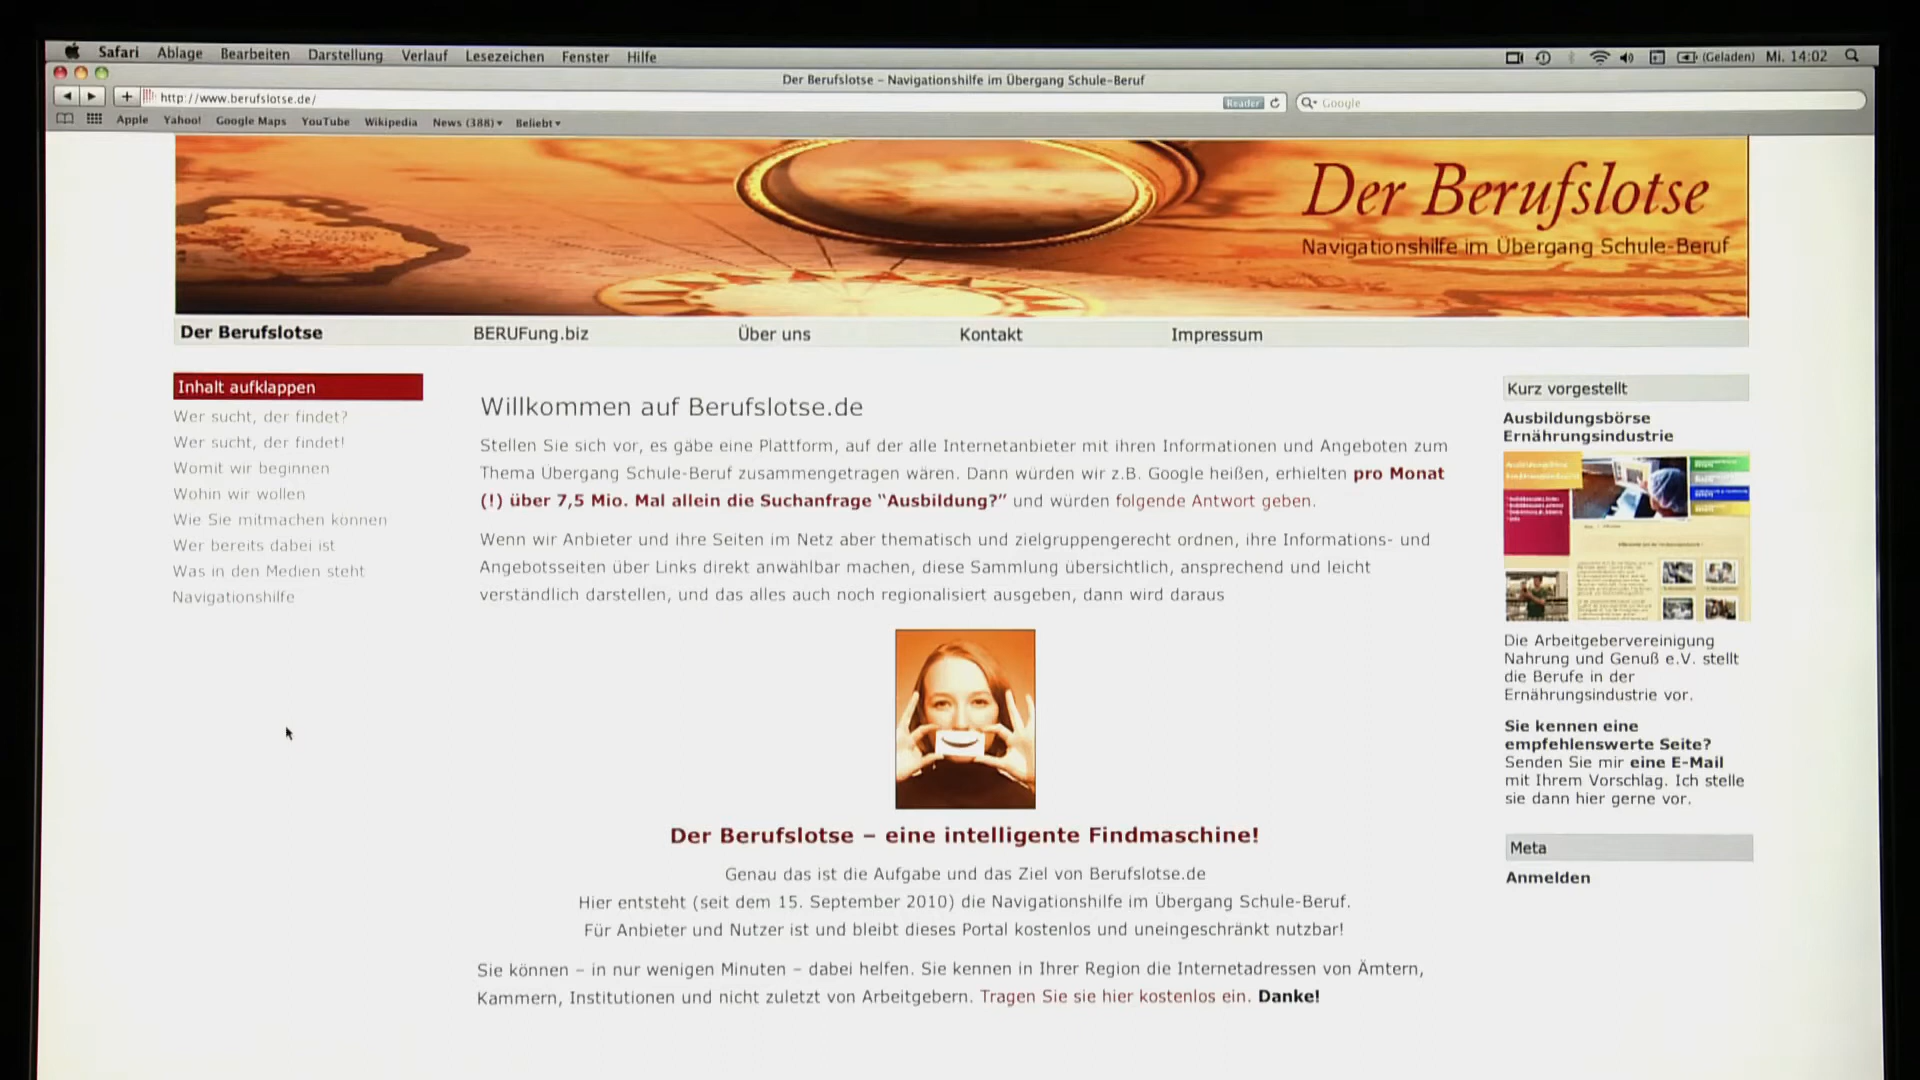 Safari Ablage Bearbeiten Darstellung Verlauf Lesezeichen Fenster Hilfe (Geladen) Mi. 14:02
Der Berufslotse – Navigationshilfe im Übergang Schule-Beruf
http://www.berufslotse.de/ Reader Google
Apple Yahoo! Google Maps YouTube Wikipedia News (388) Beliebt
Der Berufslotse
Navigationshilfe im Übergang Schule-Beruf
Der Berufslotse BERUFung.biz Über uns Kontakt Impressum
Inhalt aufklappen
Wer sucht, der findet?
Wer sucht, der findet!
Womit wir beginnen
Wohin wir wollen
Wie Sie mitmachen können
Wer bereits dabei ist
Was in den Medien steht
Navigationshilfe
Willkommen auf Berufslotse.de
Stellen Sie sich vor, es gäbe eine Plattform, auf der alle Internetanbieter mit ihren Informationen und Angeboten zum
Thema Übergang Schule-Beruf zusammengetragen wären. Dann würden wir z.B. Google heißen, erhielten pro Monat
(!) über 7,5 Mio. Mal allein die Suchanfrage “Ausbildung?” und würden folgende Antwort geben.
Wenn wir Anbieter und ihre Seiten im Netz aber thematisch und zielgruppengerecht ordnen, ihre Informations- und
Angebotsseiten über Links direkt anwählbar machen, diese Sammlung übersichtlich, ansprechend und leicht
verständlich darstellen, und das alles auch noch regionalisiert ausgeben, dann wird daraus
Der Berufslotse – eine intelligente Findmaschine!
Genau das ist die Aufgabe und das Ziel von Berufslotse.de
Hier entsteht (seit dem 15. September 2010) die Navigationshilfe im Übergang Schule-Beruf.
Für Anbieter und Nutzer ist und bleibt dieses Portal kostenlos und uneingeschränkt nutzbar!
Sie können – in nur wenigen Minuten – dabei helfen. Sie kennen in Ihrer Region die Internetadressen von Ämtern,
Kammern, Institutionen und nicht zuletzt von Arbeitgebern. Tragen Sie sie hier kostenlos ein. Danke!
Kurz vorgestellt
Ausbildungsbörse
Ernährungsindustrie
Die Arbeitgebervereinigung
Nahrung und Genuß e.V. stellt
die Berufe in der
Ernährungsindustrie vor.
Sie kennen eine
empfehlenswerte Seite?
Senden Sie mir eine E-Mail
mit Ihrem Vorschlag. Ich stelle
sie dann hier gerne vor.
Meta
Anmelden